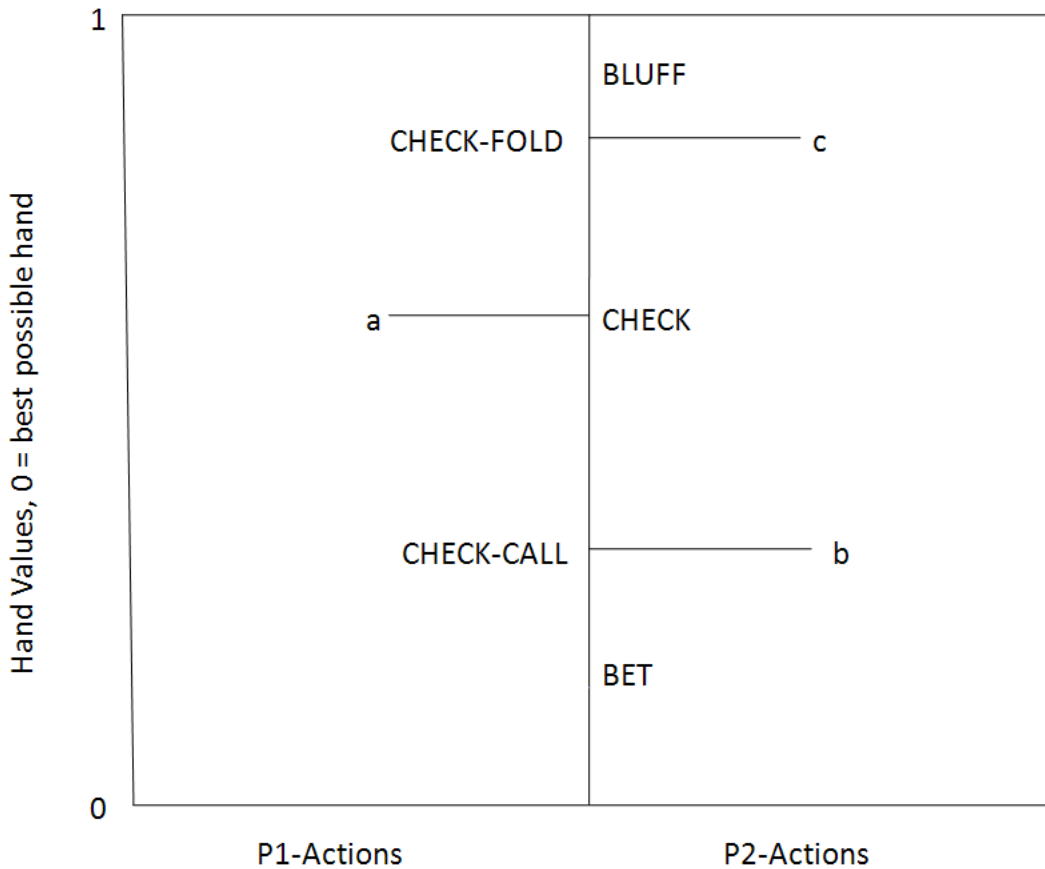 1
BLUFF
CHECK-FOLD
c
a
CHECK
CHECK-CALL
b
BET
0
Hand Values, 0 = best possible hand
P1-Actions
P2-Actions